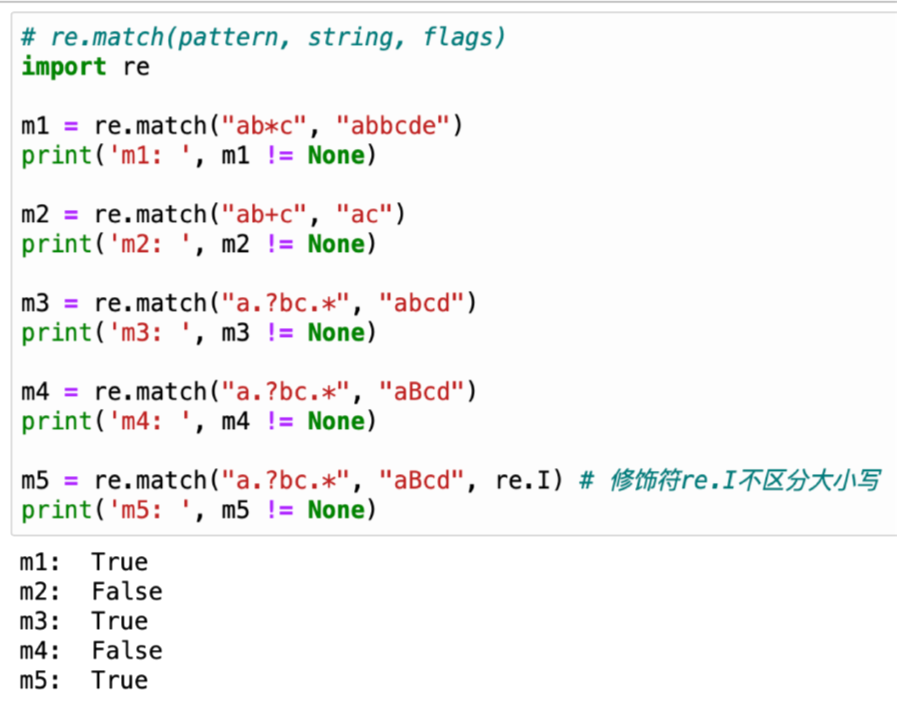 # re.match(pattern, string, flags)
import re
m1 = re.match("ab*c", "abbcde")
print('m1: ', m1 != None)
m2 = re.match("ab+c", "ac")
print('m2: ', m2 != None)
m3 = re.match("a.?bc.*", "abcd")
print('m3: ', m3 != None)
m4 = re.match("a.?bc.*", "aBcd")
print('m4: ', m4 != None)
m5 = re.match("a.?bc.*", "aBcd", re.I) # 修饰符re.I不区分大小写
print('m5: ', m5 != None)
m1:  True
m2:  False
m3:  True
m4:  False
m5:  True